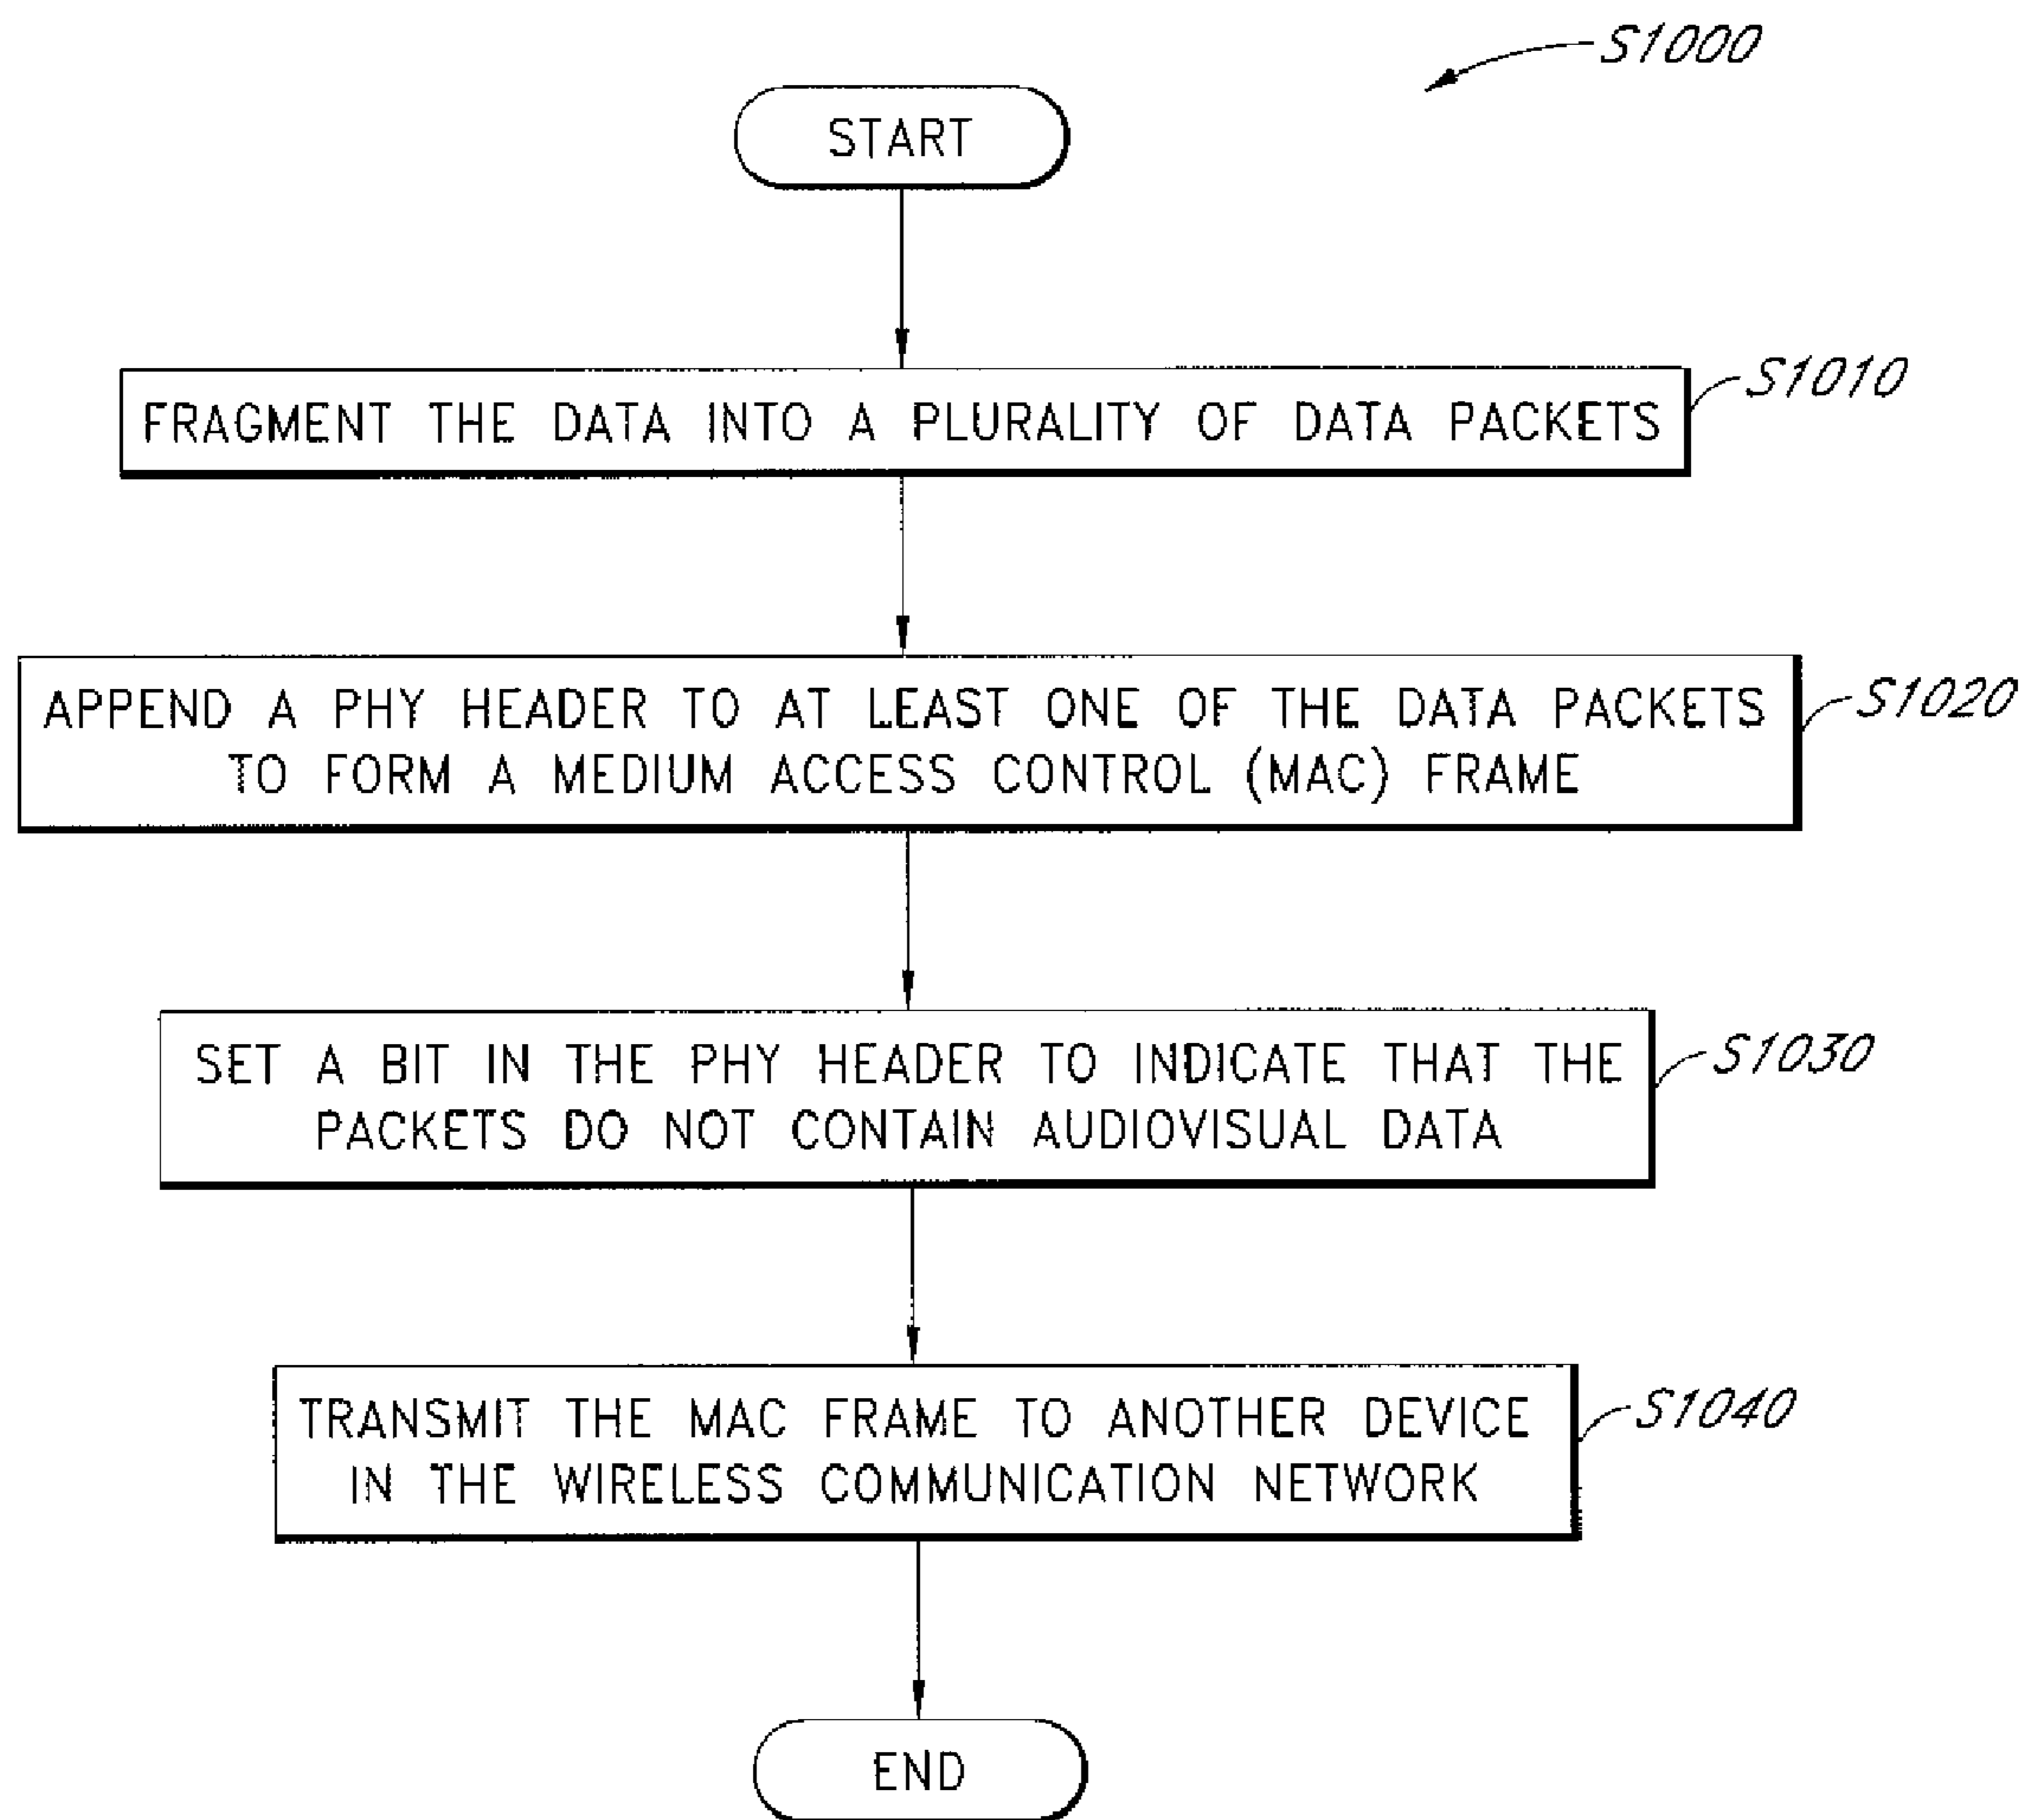 S1000
START
FRAGMENT THE DATA INTO A PLURALITY OF DATA PACKETS
S1010
APPEND A PHY HEADER TO AT LEAST ONE OF THE DATA PACKETS
TO FORM A MEDIUM ACCESS CONTROL (MAC) FRAME
S1020
SET A BIT IN THE PHY HEADER TO INDICATE THAT THE
PACKETS DO NOT CONTAIN AUDIOVISUAL DATA
S1030
TRANSMIT THE MAC FRAME TO ANOTHER DEVICE
IN THE WIRELESS COMMUNICATION NETWORK
S1040
END